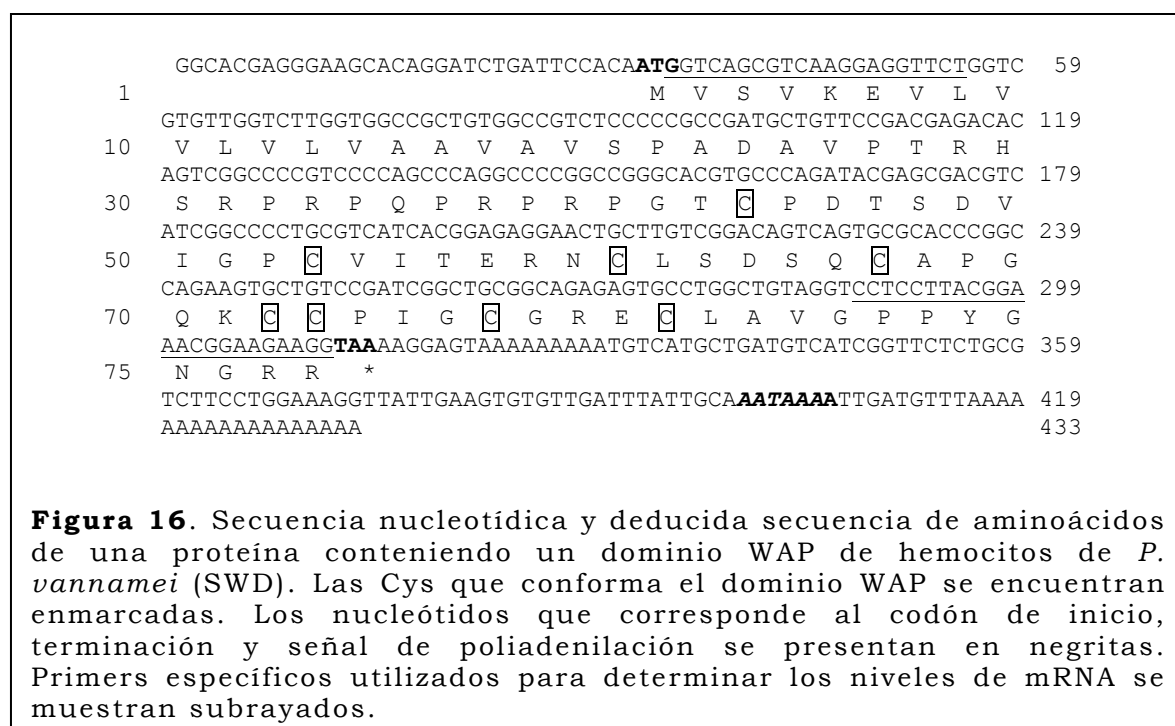 GGCACGAGGGAAGCACAGGATCTGATTCCACAATGGTCAGCGTCAAGGAGGTTCTGGTC 59
1 M V S V K E V L V
GTGTTGGTCTTGGTGGCCGCTGTGGCCGTCTCCCCCGCCGATGCTGTTCCGACGAGACAC 119
10 V L V L V A A V A V S P A D A V P T R H
AGTCGGCCCCGTCCCCAGCCCAGGCCCCGGCCGGGCACGTGCCCAGATACGAGCGACGTC 179
30 S R P R P Q P R P R P G T C P D T S D V
ATCGGCCCCTGCGTCATCACGGAGAGGAACTGCTTGTCGGACAGTCAGTGCGCACCCGGC 239
50 I G P C V I T E R N C L S D S Q C A P G
CAGAAGTGCTGTCCGATCGGCTGCGGCAGAGAGTGCCTGGCTGTAGGTCCTCCTTACGGA 299
70 Q K C C P I G C G R E C L A V G P P Y G
AACGGAAGAAGGTAAAAGGAGTAAAAAAAAATGTCATGCTGATGTCATCGGTTCTCTGCG 359
75 N G R R *
TCTTCCTGGAAAGGTTATTGAAGTGTGTTGATTTATTGCAAATAAAAATTGATGTTTAAAA 419
AAAAAAAAAAAAAA 433
Figura 16. Secuencia nucleotídica y deducida secuencia de aminoácidos
de una proteína conteniendo un dominio WAP de hemocitos de P.
vannamei (SWD). Las Cys que conforma el dominio WAP se encuentran
enmarcadas. Los nucleótidos que corresponde al codón de inicio,
terminación y señal de poliadenilación se presentan en negritas.
Primers específicos utilizados para determinar los niveles de mRNA se
muestran subrayados.